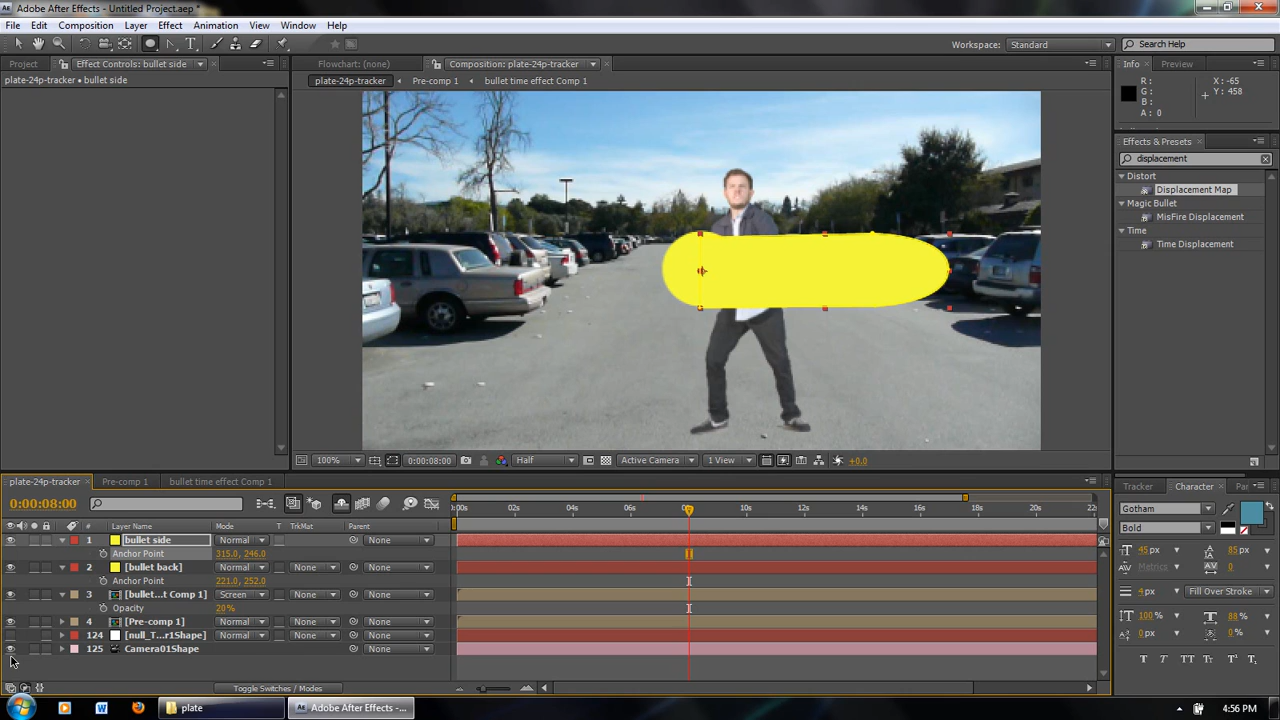 Adobe After Effects - Untitled Project.aep *
File Edit Composition Layer Effect Animation View Window Help
Workspace: Standard Search Help
Project Effect Controls: bullet side Flowchart: (none) Composition: plate-24p-tracker Info Preview
plate-24p-tracker • bullet side plate-24p-tracker Pre-comp 1 bullet time effect Comp 1
R: X: -65
G: Y: 458
B:
A: 0
Effects & Presets
displacement
Distort
Displacement Map
Magic Bullet
MisFire Displacement
Time
Time Displacement
100% 0:00:08:00 Half Active Camera 1 View +0.0
plate-24p-tracker Pre-comp 1 bullet time effect Comp 1
0:00:08:00
0:00s 02s 04s 06s 08s 10s 12s 14s 16s 18s 20s 22s
# Layer Name Mode T TrkMat Parent
1 bullet side Normal None
Anchor Point 315.0, 246.0
2 [bullet back] Normal None None
Anchor Point 221.0, 252.0
3 [bullet...t Comp 1] Screen None None
Opacity 20%
4 [Pre-comp 1] Normal None None
124 [null_T...r1Shape] Normal None None
125 Camera01Shape None
Toggle Switches / Modes
Tracker Character Par
Gotham
Bold
45 px 85 px
Metrics 0
4 px Fill Over Stroke
100 % 88 %
0 px 0 %
T T TT Tr T¹ T₁
plate Adobe After Effects -... 4:56 PM